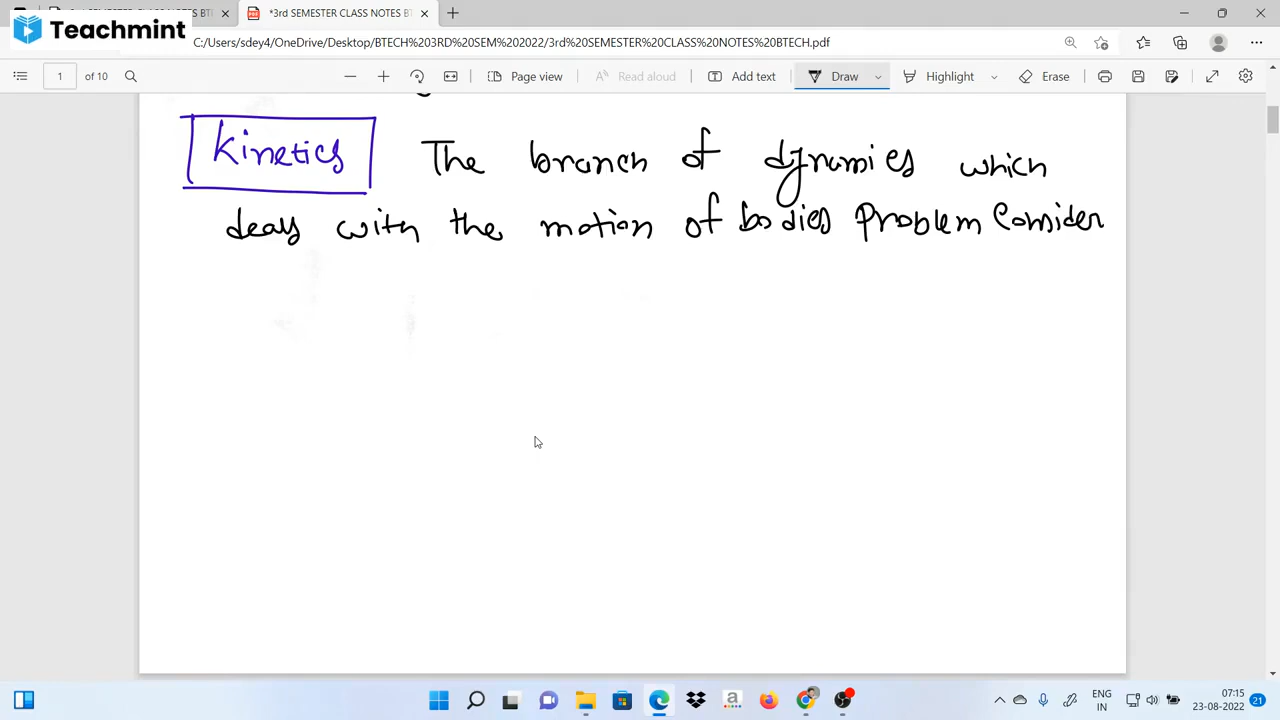 *3rd SEMESTER CLASS NOTES BT
Teachmint
C:/Users/sdey4/OneDrive/Desktop/BTECH%203RD%20SEM%202022/3rd%20SEMESTER%20CLASS%20NOTES%20BTECH.pdf
1 of 10 Page view Read aloud Add text Draw Highlight Erase
Kinetics The branch of dynamics which
deals with the motion of bodies Problem Consider
ENG 07:15
IN 23-08-2022 21